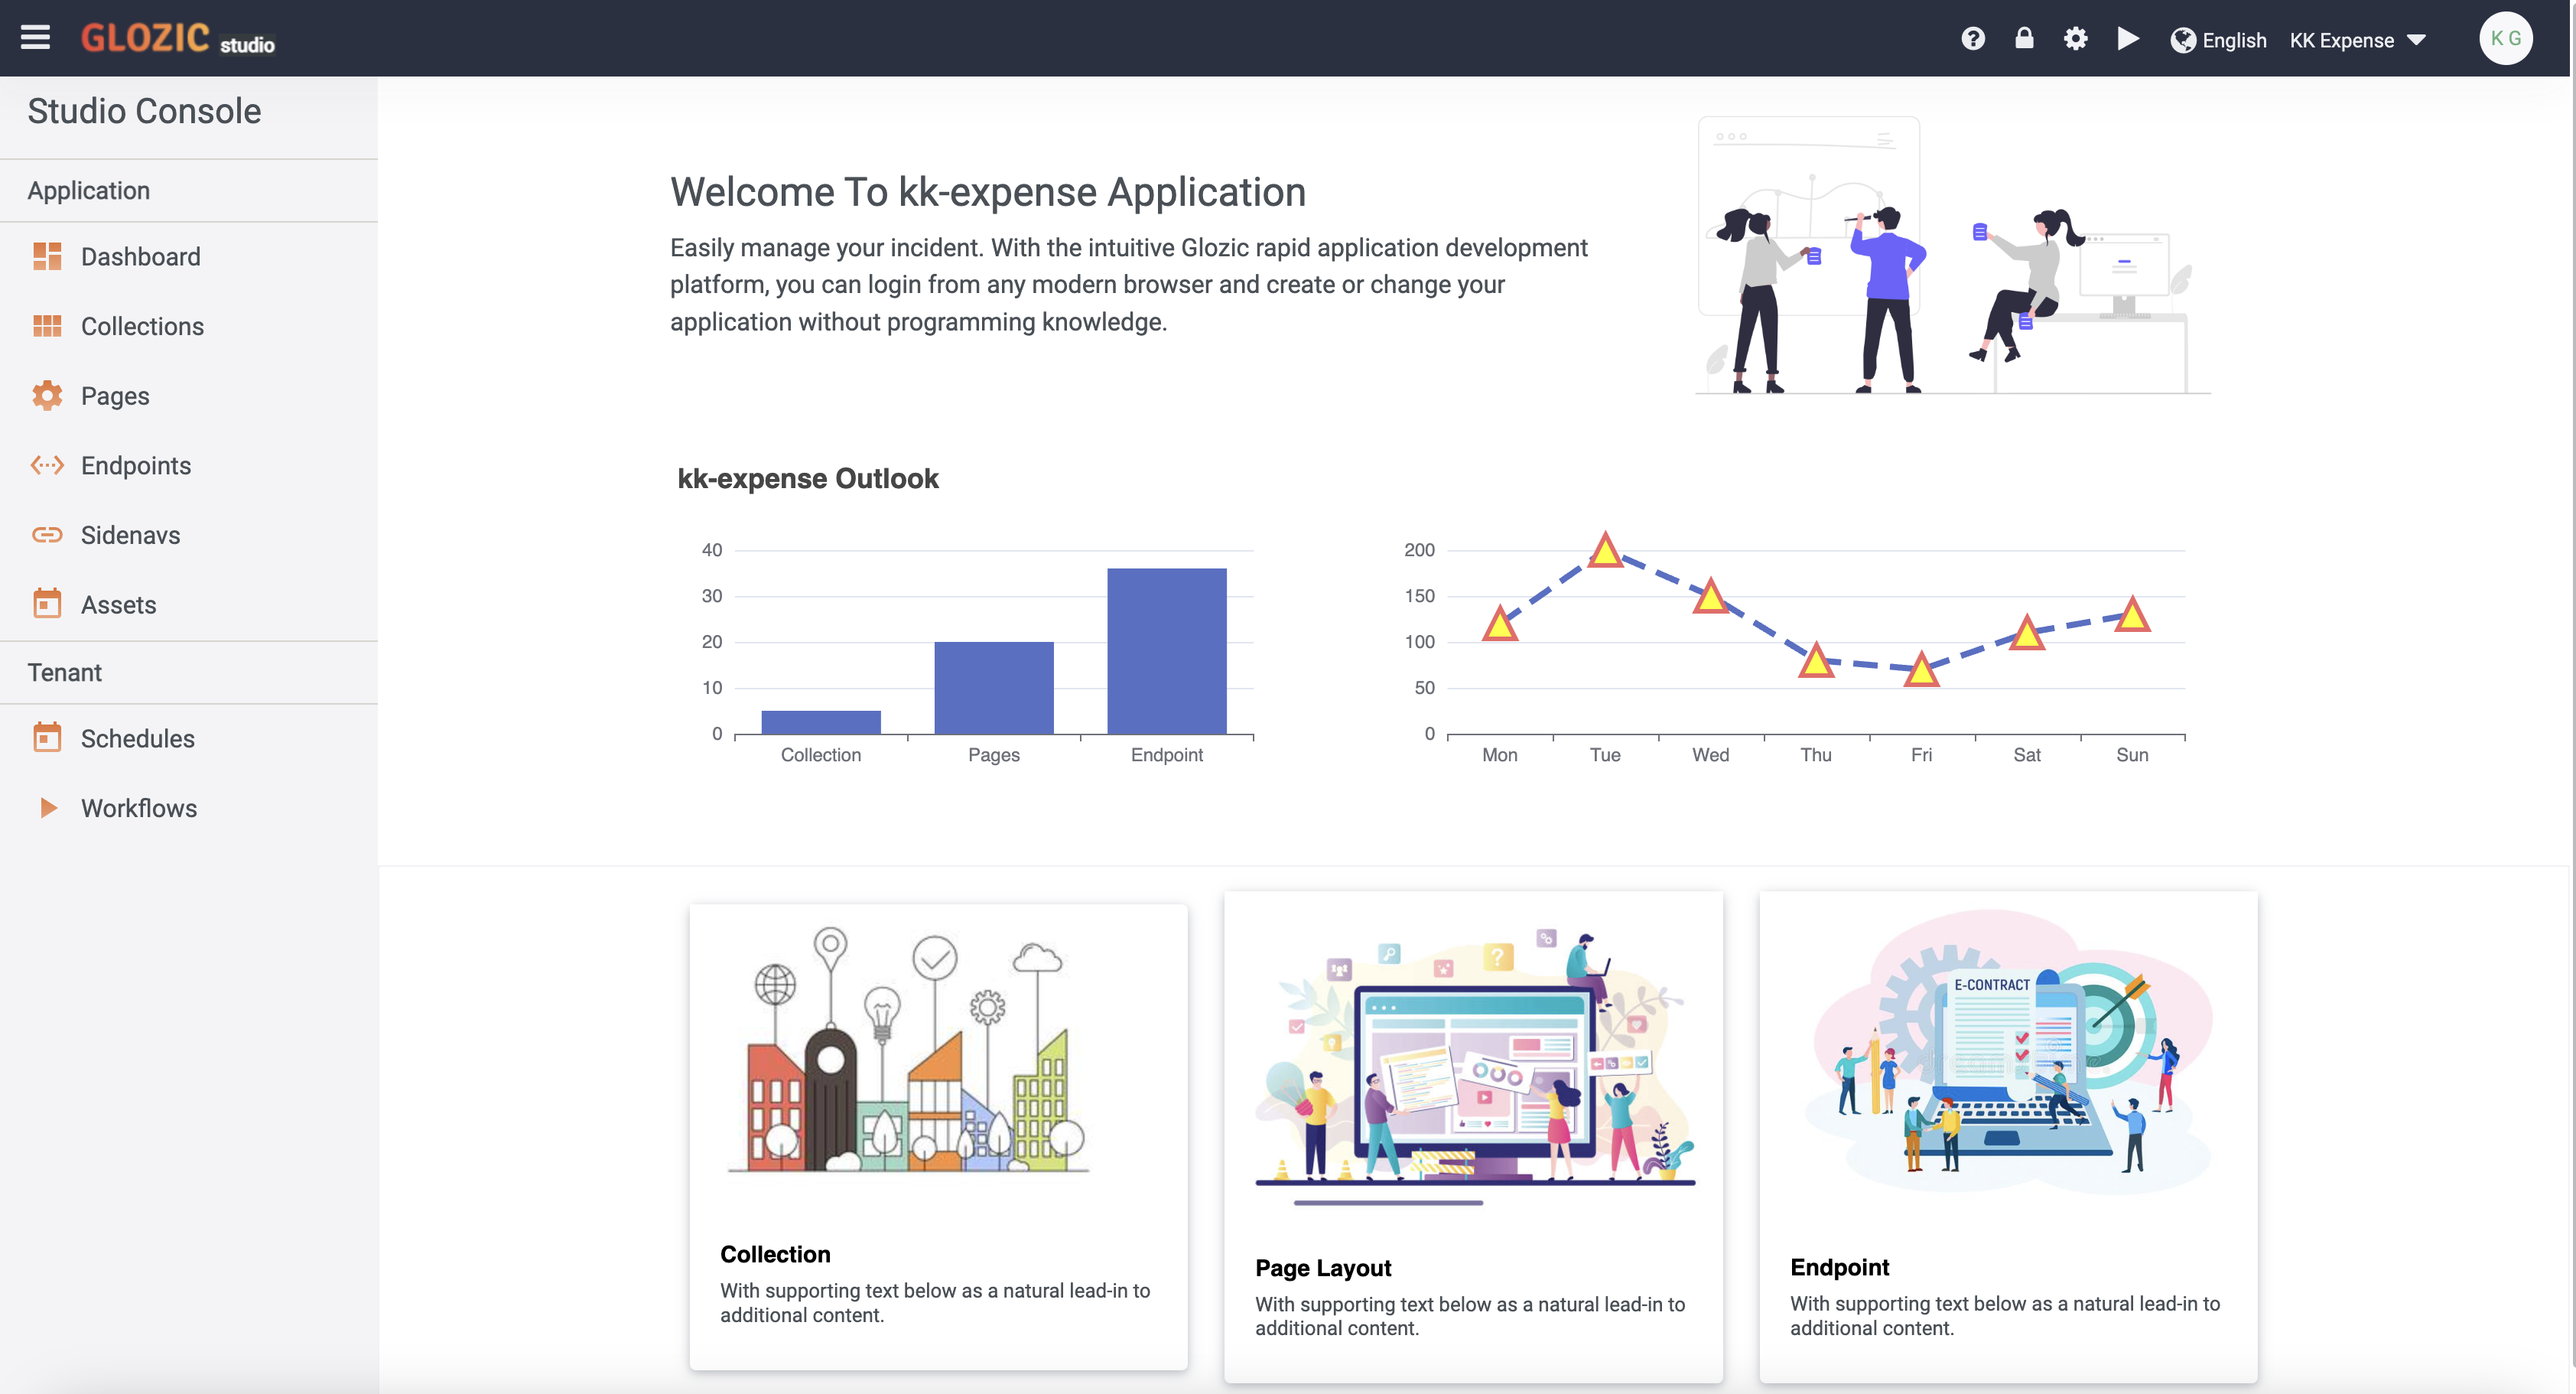 GLOZIC studio
English
KK Expense
K G
Studio Console
Application
Dashboard
Collections
Pages
Endpoints
Sidenavs
Assets
Tenant
Schedules
Workflows
Welcome To kk-expense Application
Easily manage your incident. With the intuitive Glozic rapid application development
platform, you can login from any modern browser and create or change your
application without programming knowledge.
kk-expense Outlook
40
30
20
10
0
Collection Pages Endpoint
200
150
100
50
0
Mon Tue Wed Thu Fri Sat Sun
Collection
With supporting text below as a natural lead-in to
additional content.
Page Layout
With supporting text below as a natural lead-in to
additional content.
E-CONTRACT
Endpoint
With supporting text below as a natural lead-in to
additional content.